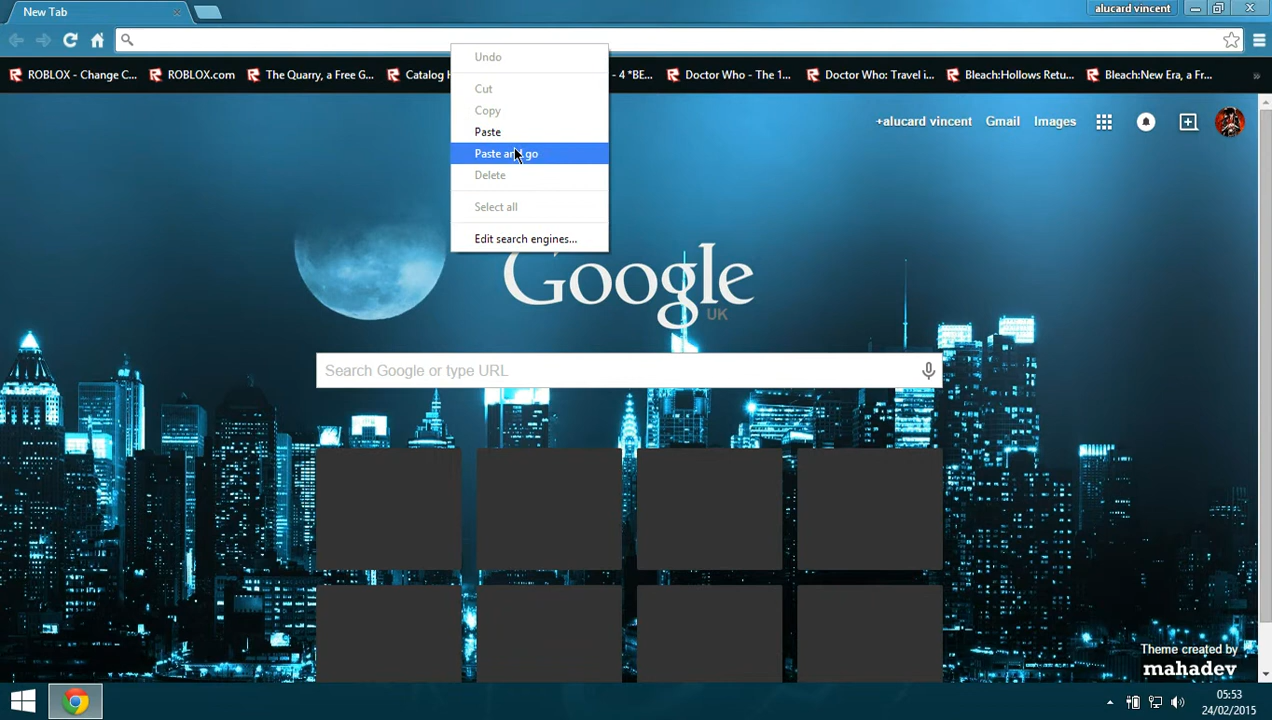 New Tab
alucard vincent
ROBLOX - Change C...
ROBLOX.com
The Quarry, a Free G...
Catalog H
- 4 *BE...
Doctor Who - The 1...
Doctor Who: Travel i...
Bleach:Hollows Retu...
Bleach:New Era, a Fr...
»
Undo
Cut
Copy
Paste
Paste and go
Delete
Select all
Edit search engines...
+alucard vincent
Gmail
Images
Google
UK
Search Google or type URL
Theme created by
mahadev
05:53
24/02/2015